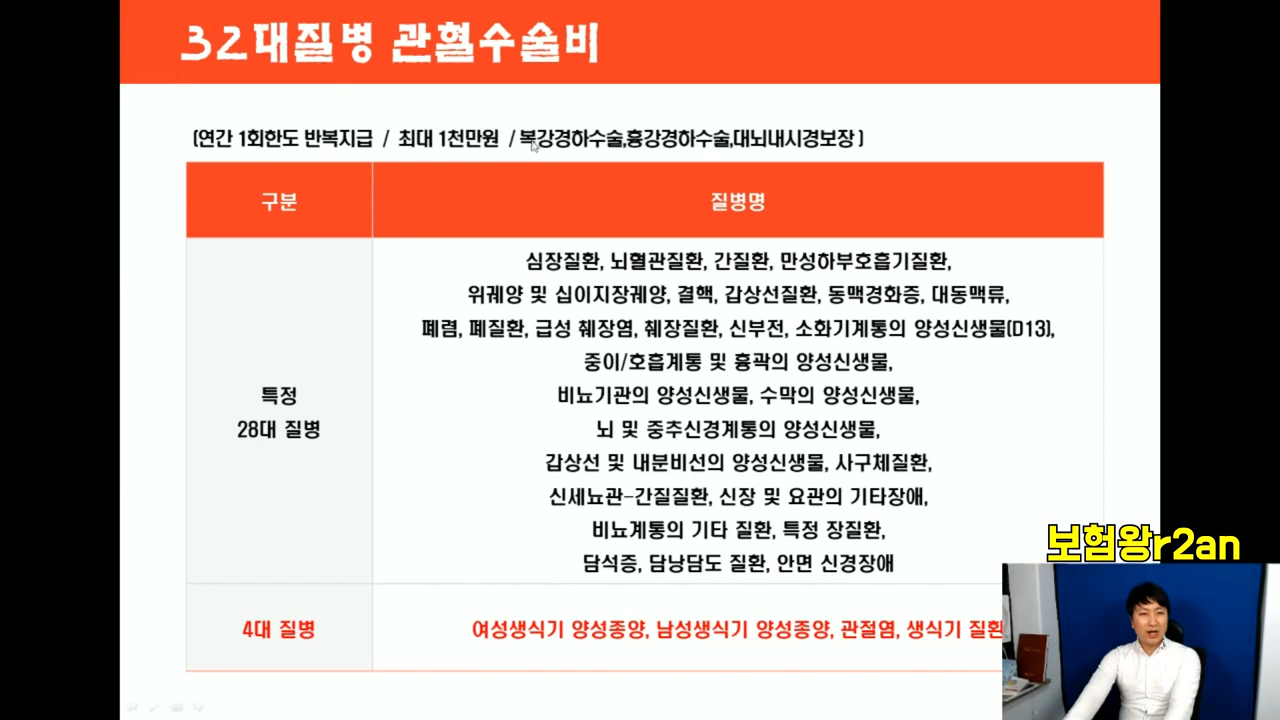 32대질병 관혈수술비
(연간 1회한도 반복지급 / 최대 1천만원 / 복강경하수술,흉강경하수술,대뇌내시경보장 )
구분
질병명
특정
28대 질병
심장질환, 뇌혈관질환, 간질환, 만성하부호흡기질환,
위궤양 및 십이지장궤양, 결핵, 갑상선질환, 동맥경화증, 대동맥류,
폐렴, 폐질환, 급성 췌장염, 췌장질환, 신부전, 소화기계통의 양성신생물(D13),
중이/호흡계통 및 흉곽의 양성신생물,
비뇨기관의 양성신생물, 수막의 양성신생물,
뇌 및 중추신경계통의 양성신생물,
갑상선 및 내분비선의 양성신생물, 사구체질환,
신세뇨관-간질질환, 신장 및 요관의 기타장애,
비뇨계통의 기타 질환, 특정 장질환,
담석증, 담낭담도 질환, 안면 신경장애
4대 질병
여성생식기 양성종양, 남성생식기 양성종양, 관절염, 생식기 질환
보험왕r2an